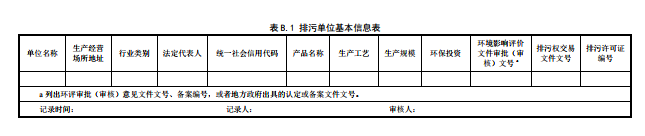 表 B.1 排污单位基本信息表
单位名称 生产经营场所地址 行业类别 法定代表人 统一社会信用代码 产品名称 生产工艺 生产规模 环保投资 环境影响评价文件审批（审核）文号a 排污权交易文件文号 排污许可证编号
a 列出环评审批（审核）意见文件文号、备案编号，或者地方政府出具的认定或备案文件文号。
记录时间： 记录人： 审核人：